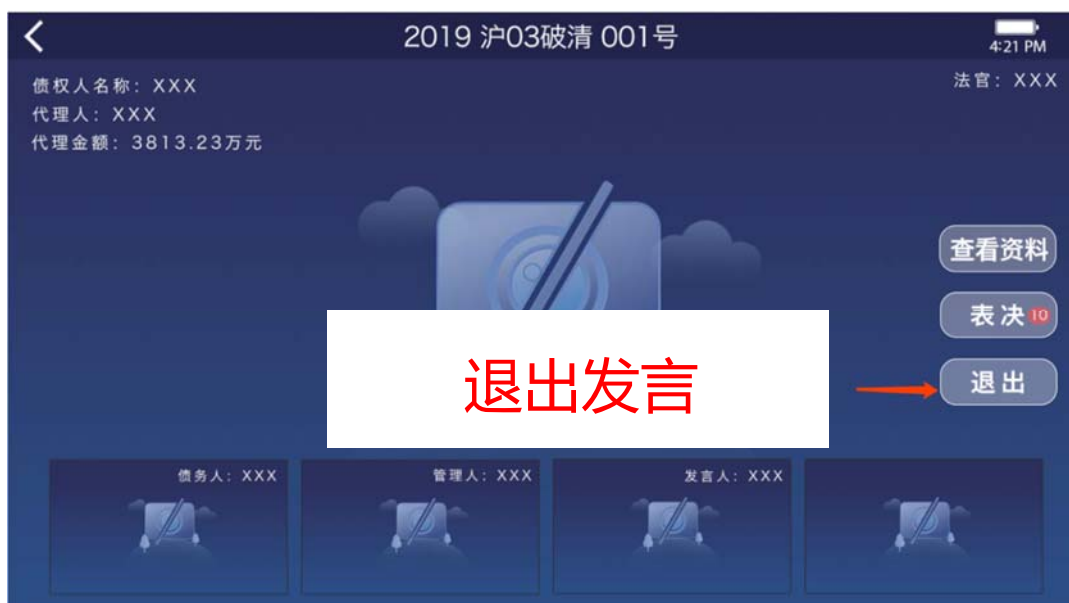 2019 沪03破清 001号
4:21 PM
债权人名称：XXX
代理人：XXX
代理金额：3813.23万元
法官：XXX
查看资料
表决 10
退出
退出发言
债务人：XXX
管理人：XXX
发言人：XXX